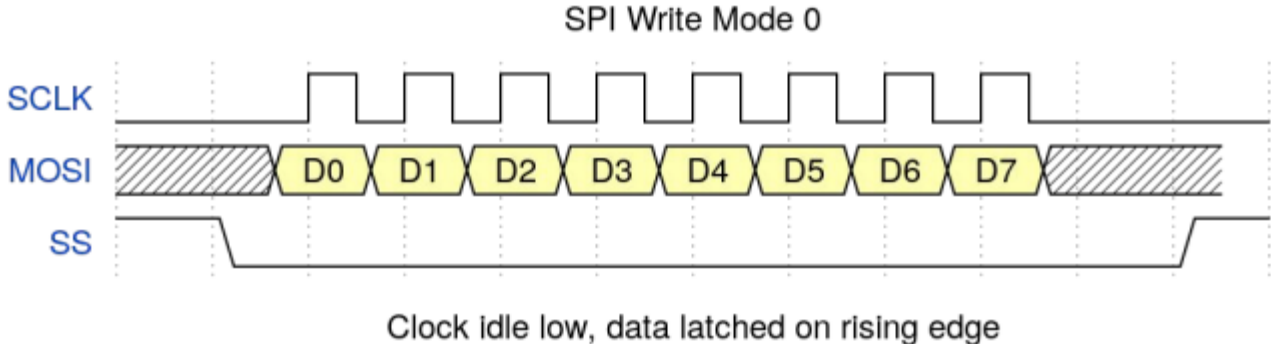 SPI Write Mode 0
SCLK
MOSI D0 D1 D2 D3 D4 D5 D6 D7
SS
Clock idle low, data latched on rising edge